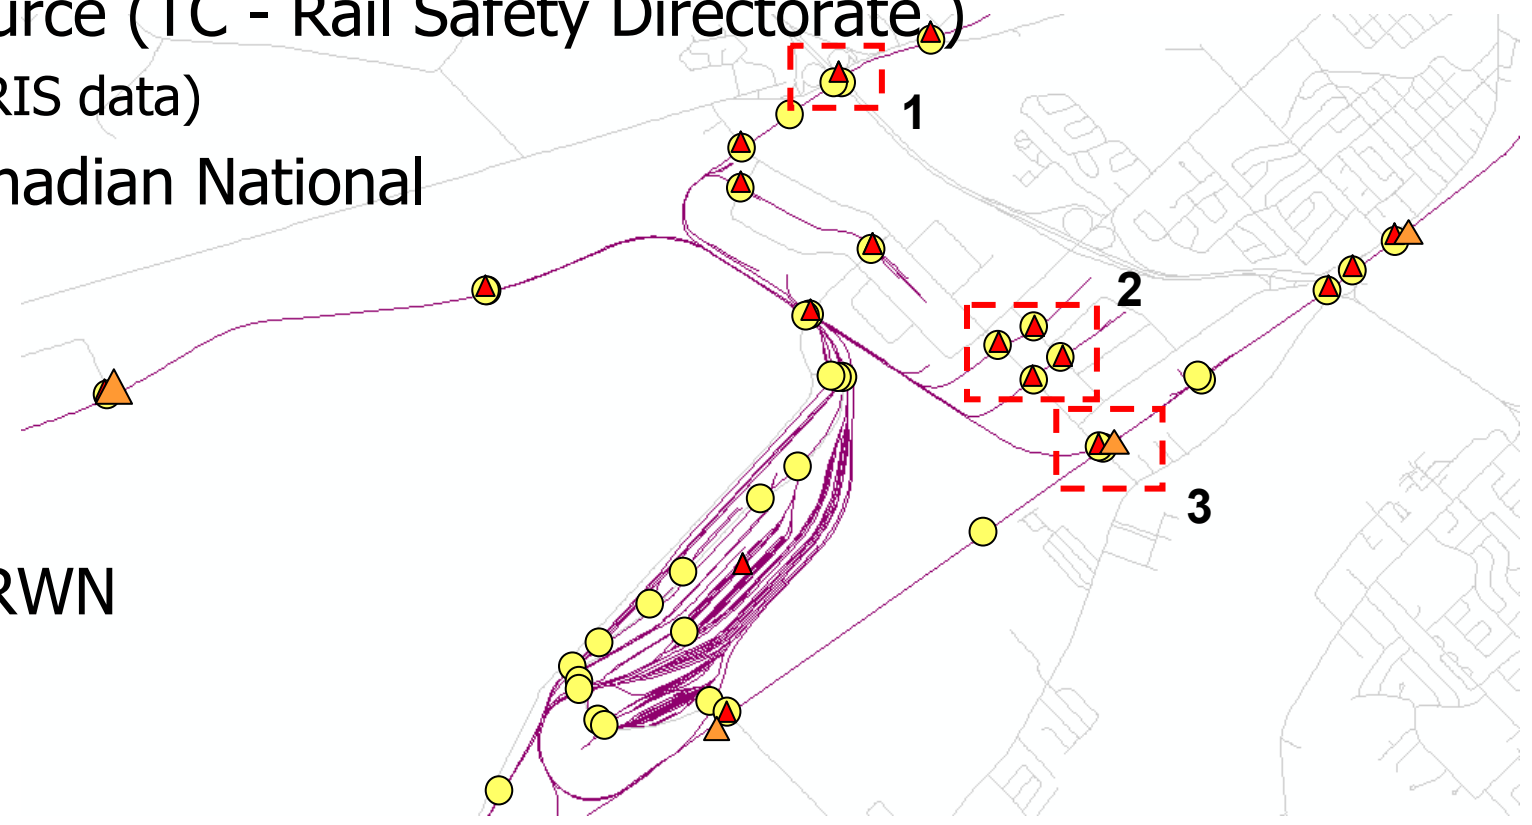 urce (TC - Rail Safety Directorate )
RIS data)
nadian National
RWN
1
2
3